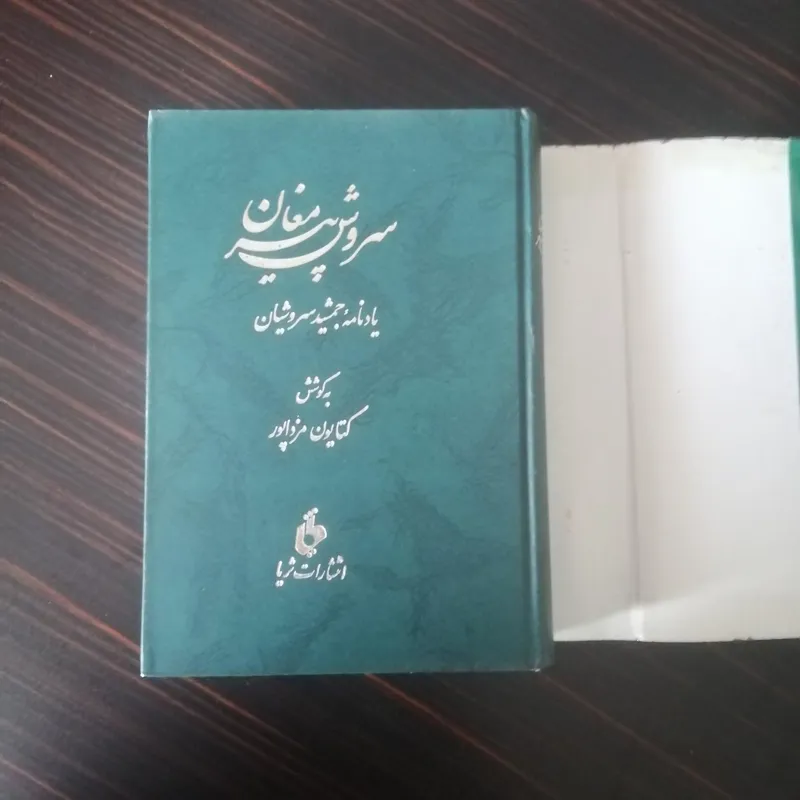 سروش پیر مغان
یادنامهٔ جمشید سروشیان
به کوشش
کتایون مزداپور
انتشارات ثریا